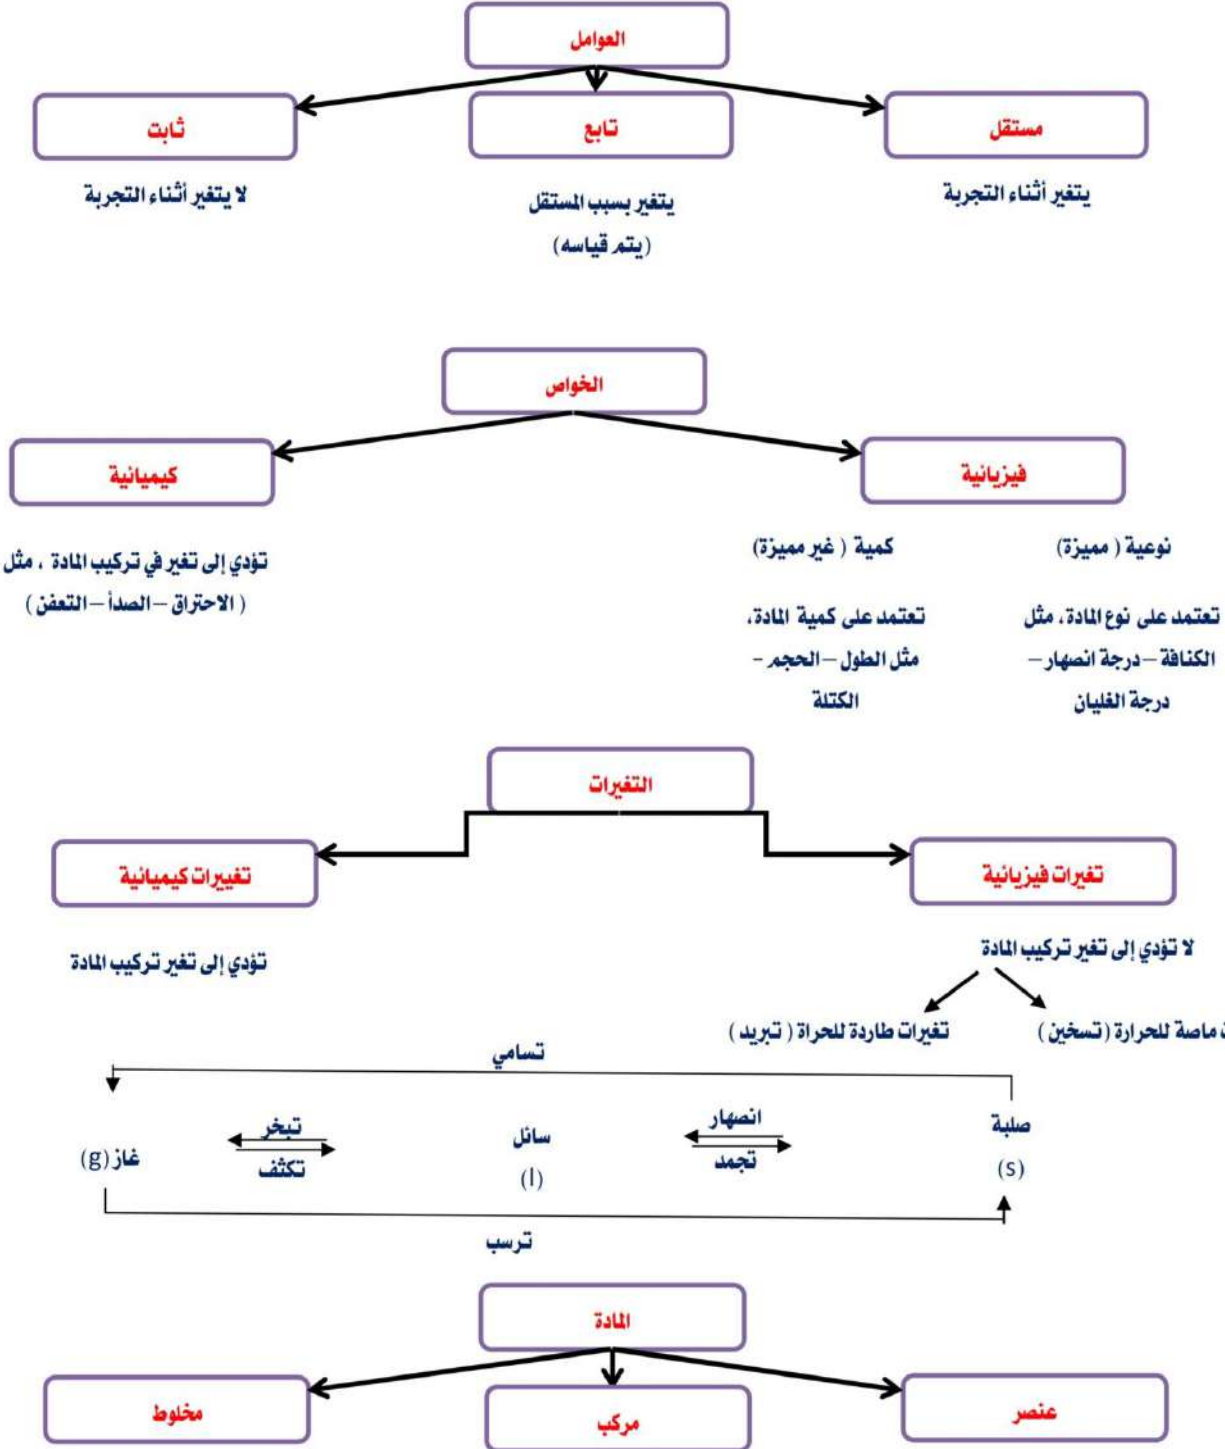 العوامل
مستقل
تابع
ثابت
يتغير أثناء التجربة
يتغير بسبب المستقل
(يتم قياسه)
لا يتغير أثناء التجربة
الخواص
فيزيائية
كيميائية
نوعية ( مميزة)
كمية ( غير مميزة)
تعتمد على نوع المادة، مثل
الكثافة – درجة انصهار –
درجة الغليان
تعتمد على كمية المادة،
مثل الطول – الحجم -
الكتلة
تؤدي إلى تغير في تركيب المادة ، مثل
( الاحتراق – الصدأ – التعفن )
التغيرات
تغيرات فيزيائية
تغييرات كيميائية
لا تؤدي إلى تغير تركيب المادة
تؤدي إلى تغير تركيب المادة
ماصة للحرارة ( تسخين )
تغيرات طاردة للحراة ( تبريد )
تسامي
صلبة
(s)
انصهار
تجمد
سائل
(l)
تبخر
تكثف
غاز (g)
ترسب
المادة
عنصر
مركب
مخلوط